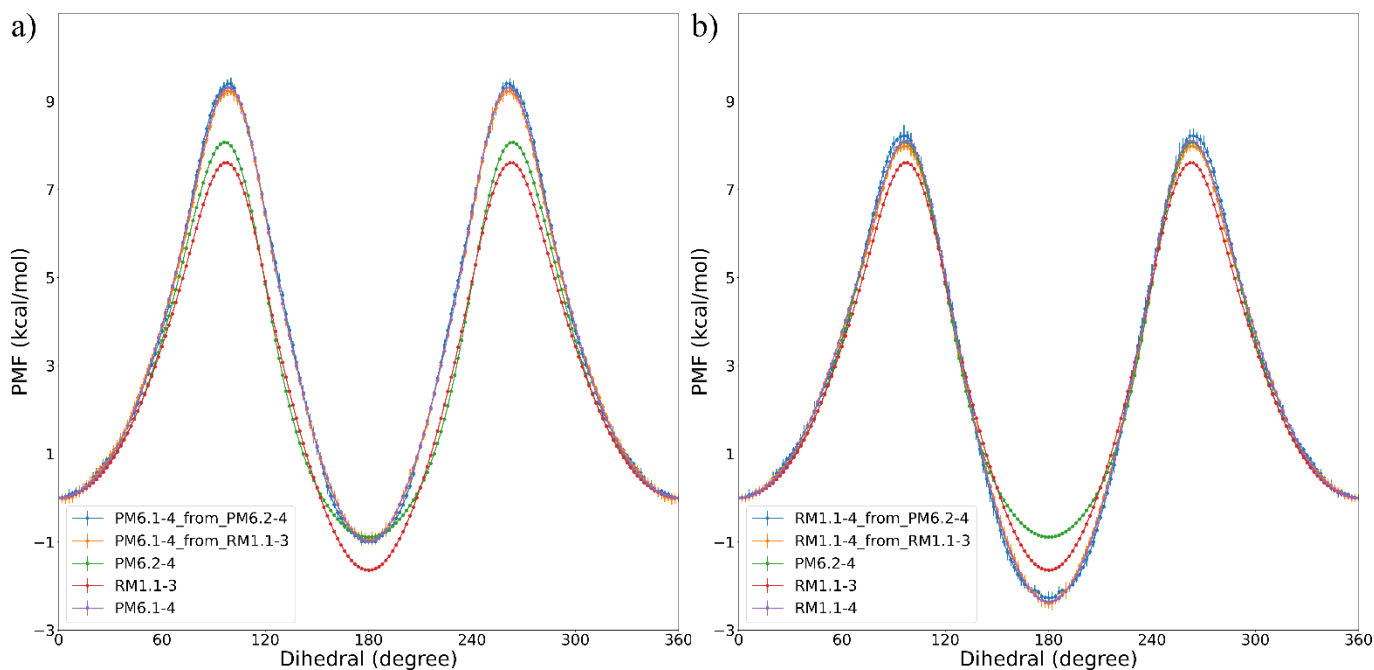 a)
PMF (kcal/mol)
9
7
5
3
1
−1
−3
0
60
120
180
240
300
360
Dihedral (degree)
PM6.1-4_from_PM6.2-4
PM6.1-4_from_RM1.1-3
PM6.2-4
RM1.1-3
PM6.1-4
b)
PMF (kcal/mol)
9
7
5
3
1
−1
−3
0
60
120
180
240
300
360
Dihedral (degree)
RM1.1-4_from_PM6.2-4
RM1.1-4_from_RM1.1-3
PM6.2-4
RM1.1-3
RM1.1-4